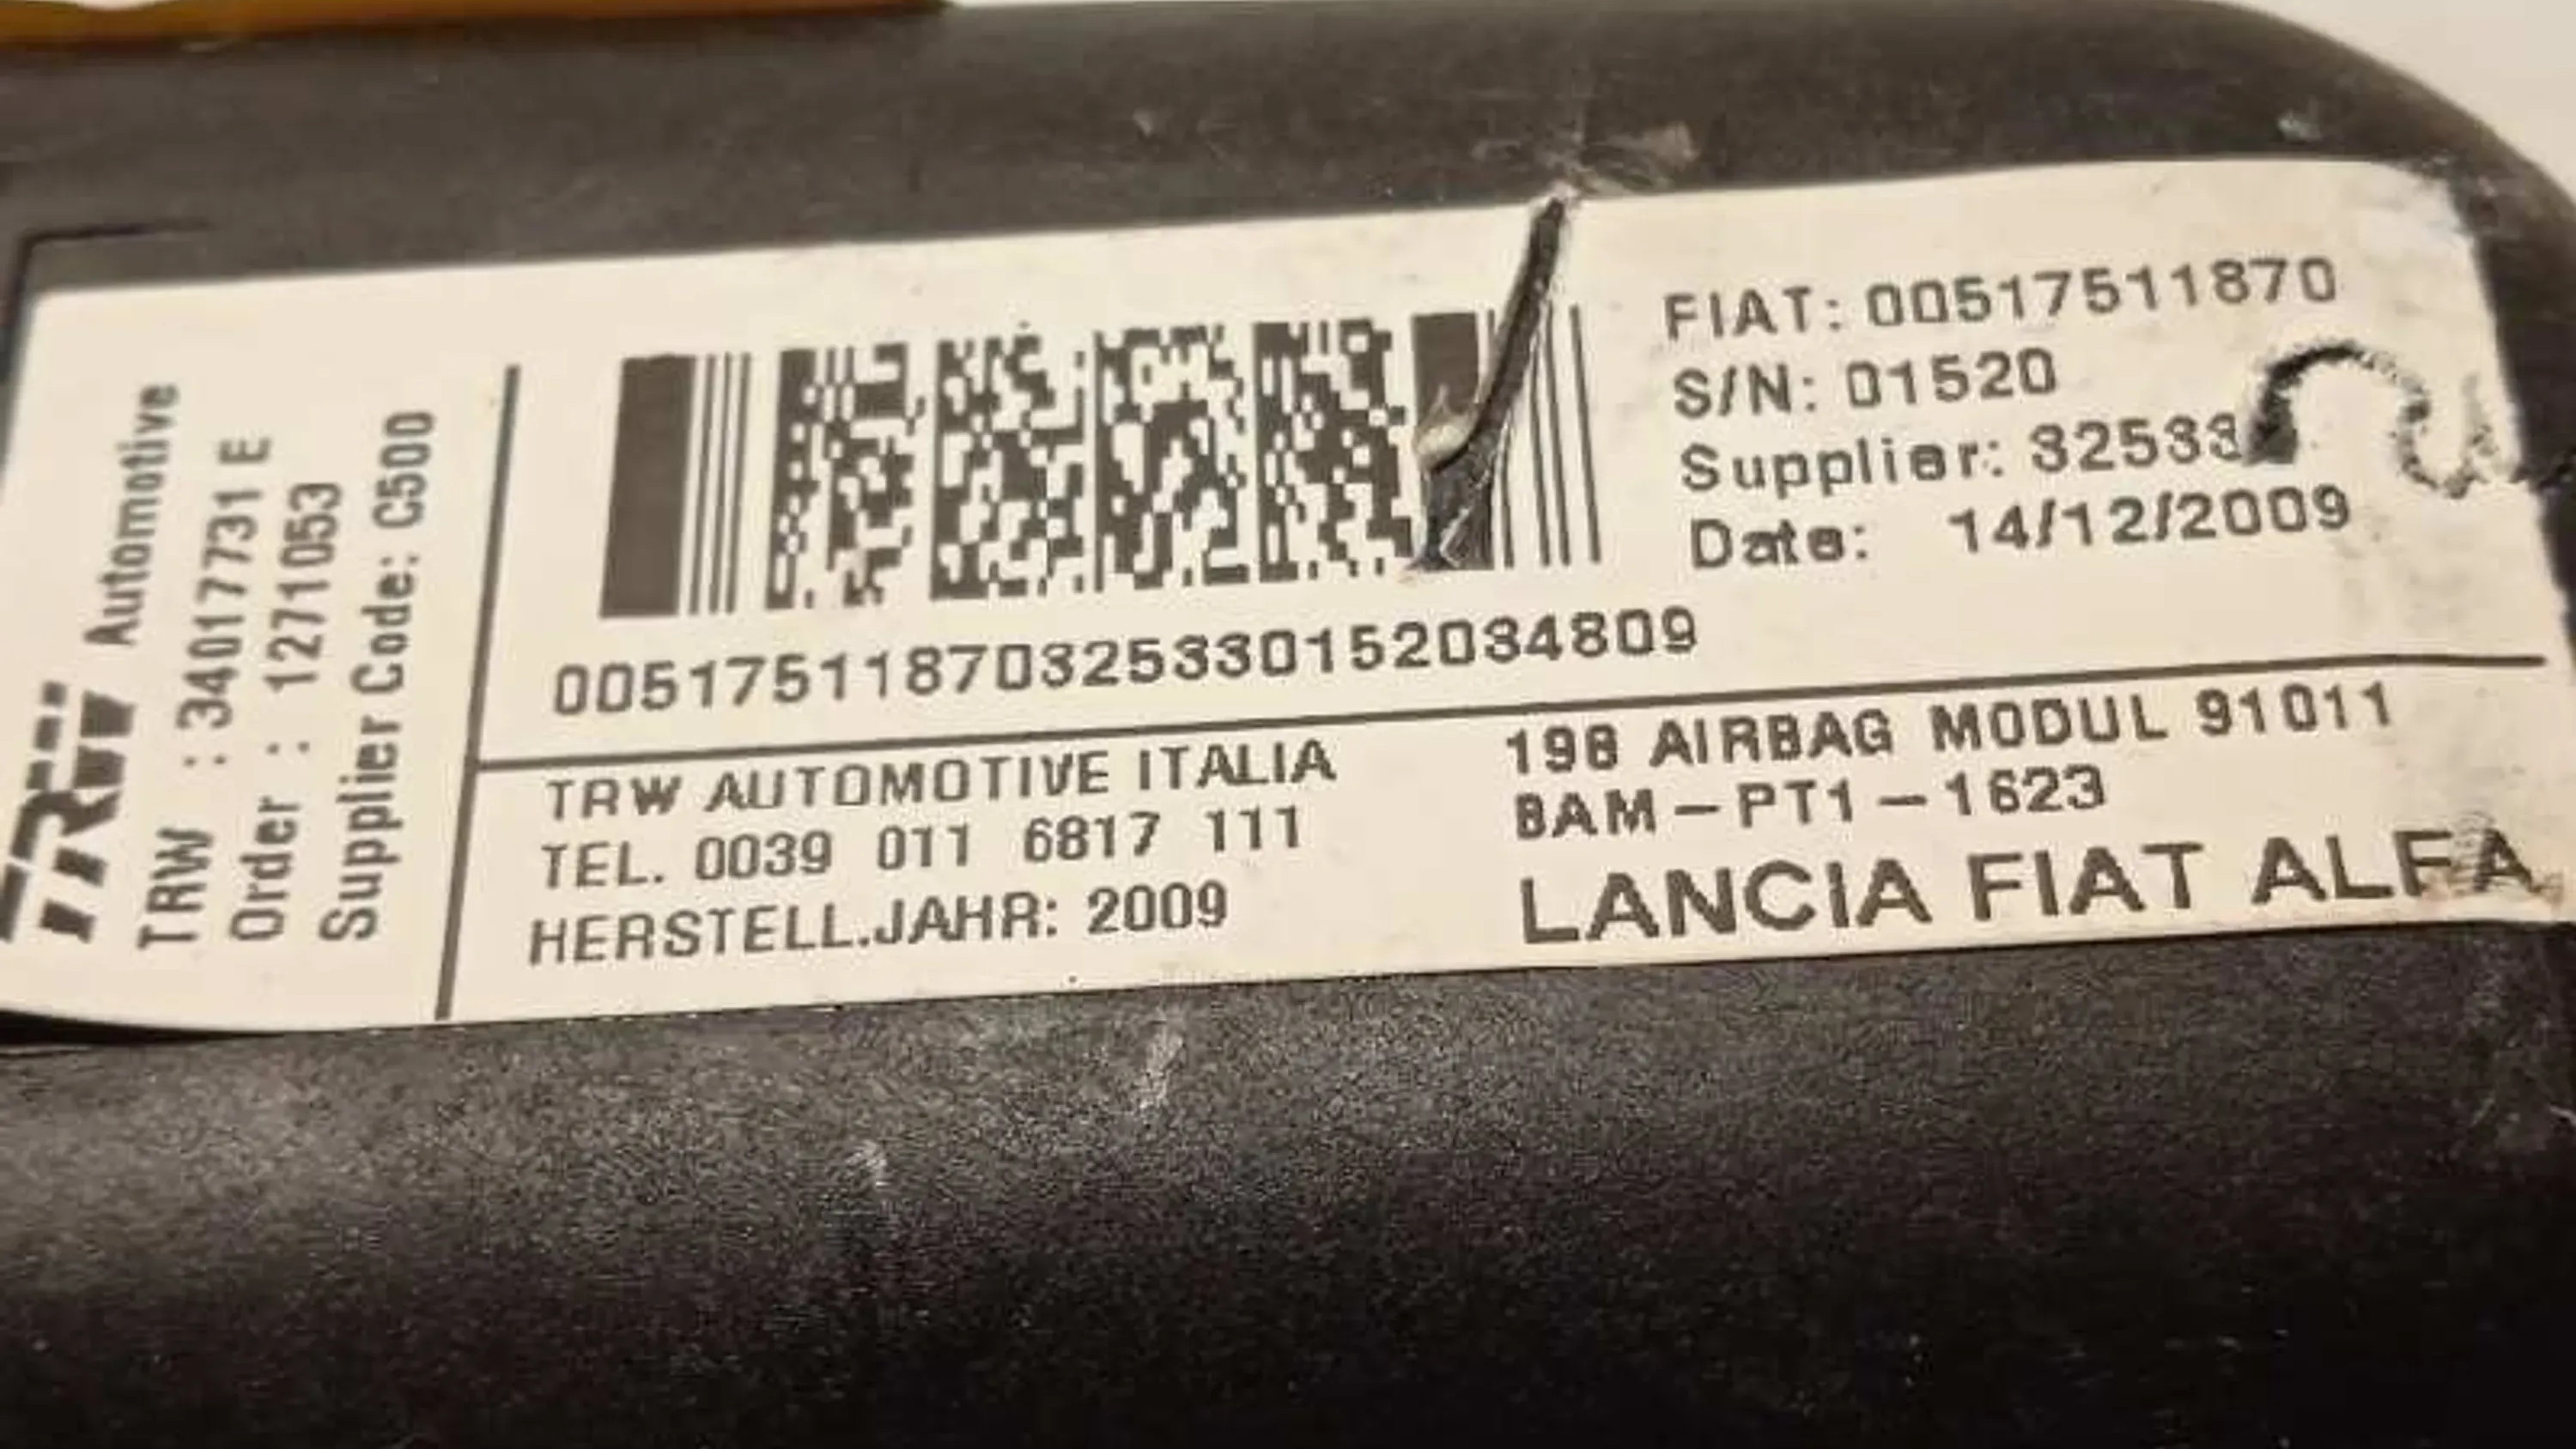 TRW Automotive
TRW : 34017731 E
Order : 1271053
Supplier Code: C500
FIAT: 00517511870
S/N: 01520
Supplier: 32533
Date: 14/12/2009
00517511870325330152034809
TRW AUTOMOTIVE ITALIA
TEL. 0039 011 6817 111
HERSTELL.JAHR: 2009
198 AIRBAG MODUL 91011
BAM-PT1-1623
LANCIA FIAT ALFA